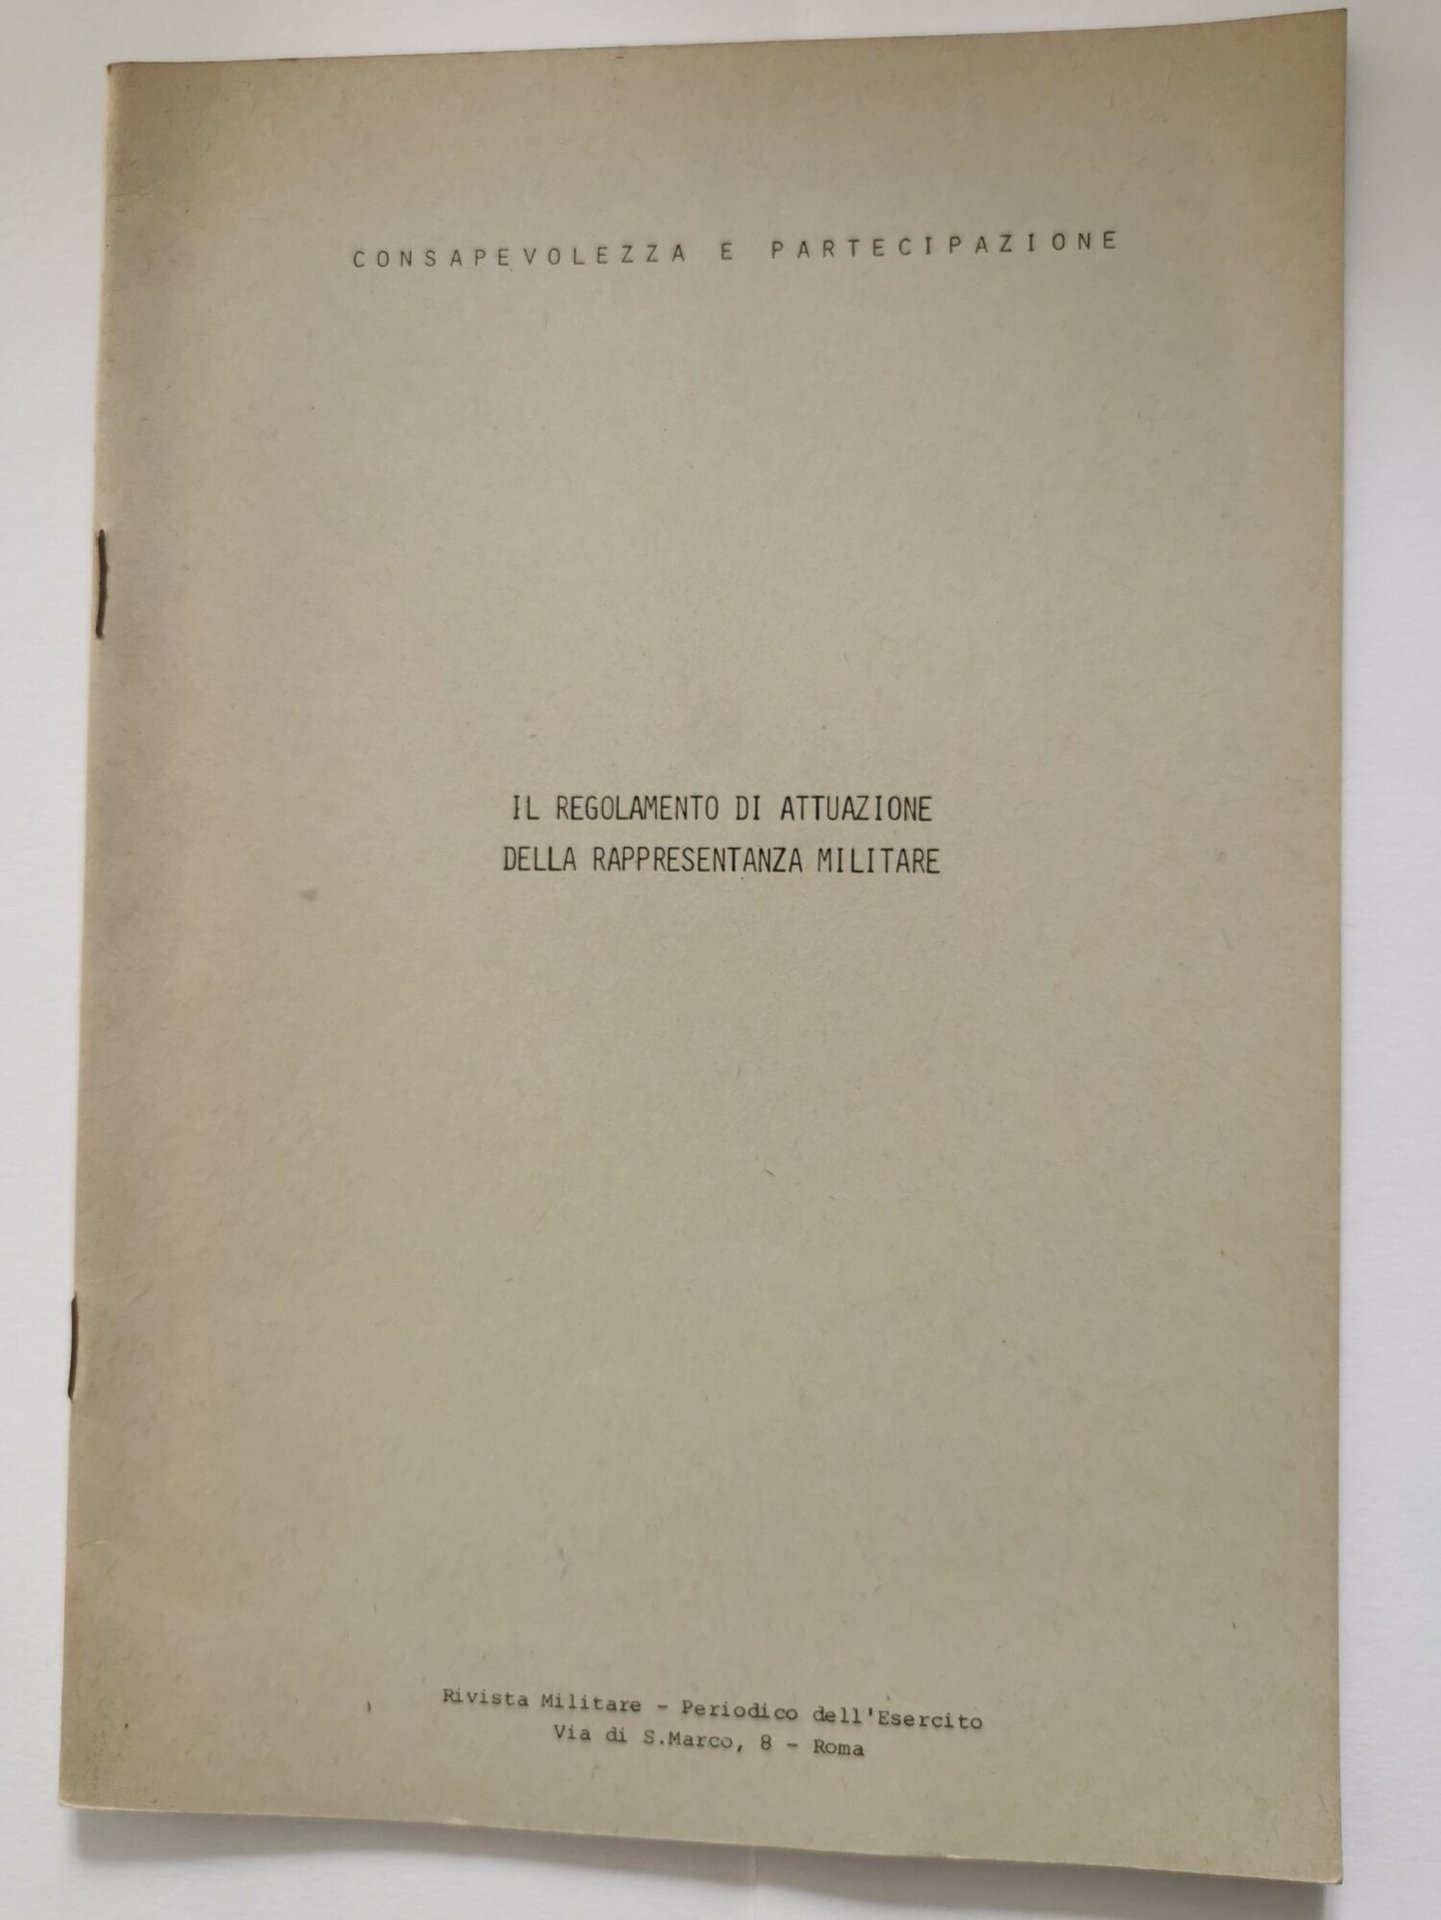 CONSAPEVOLEZZA E PARTECIPAZIONE
IL REGOLAMENTO DI ATTUAZIONE
DELLA RAPPRESENTANZA MILITARE
Rivista Militare - Periodico dell'Esercito
Via di S.Marco, 8 - Roma